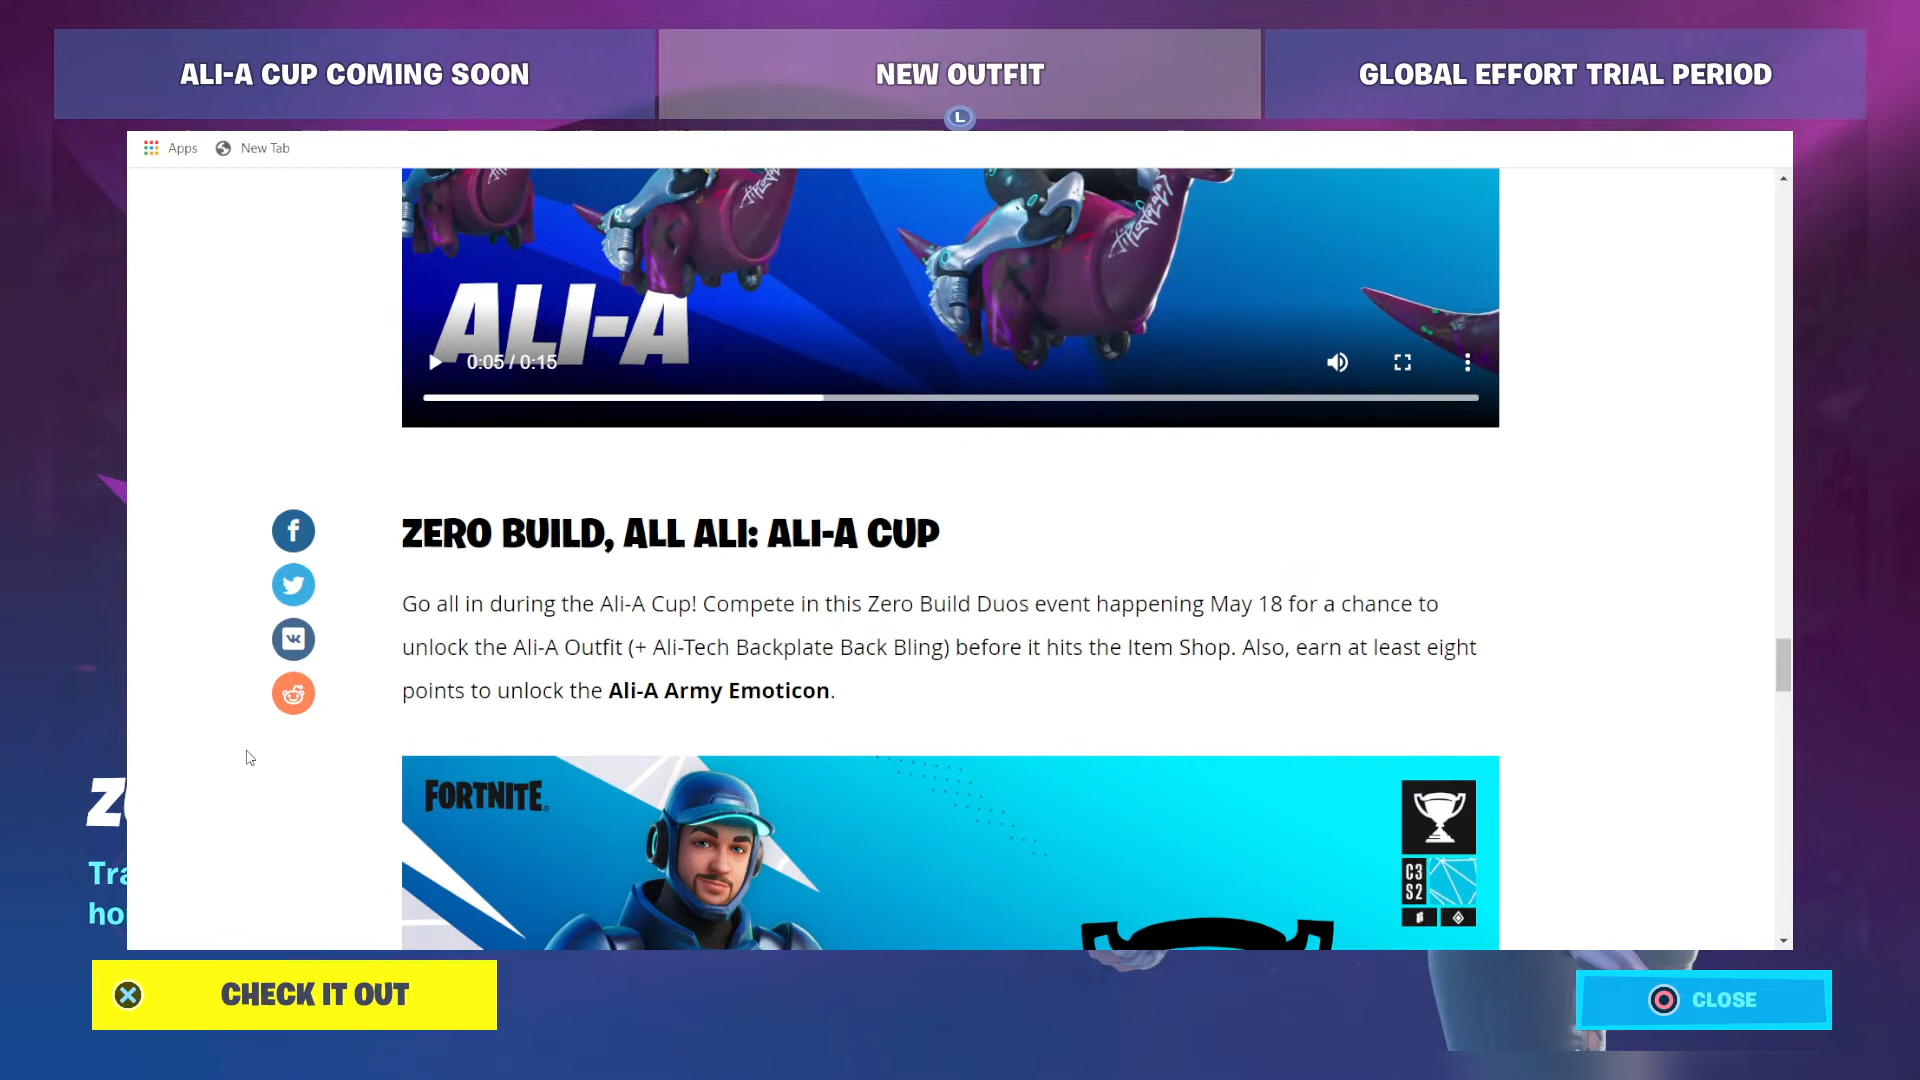 ALI-A CUP COMING SOON
NEW OUTFIT
GLOBAL EFFORT TRIAL PERIOD
L
Apps
New Tab
ALI-A
0:05 / 0:15
ZERO BUILD, ALL ALI: ALI-A CUP
Go all in during the Ali-A Cup! Compete in this Zero Build Duos event happening May 18 for a chance to
unlock the Ali-A Outfit (+ Ali-Tech Backplate Back Bling) before it hits the Item Shop. Also, earn at least eight
points to unlock the Ali-A Army Emoticon.
FORTNITE
C3
S2
Tra
ho
CHECK IT OUT
CLOSE